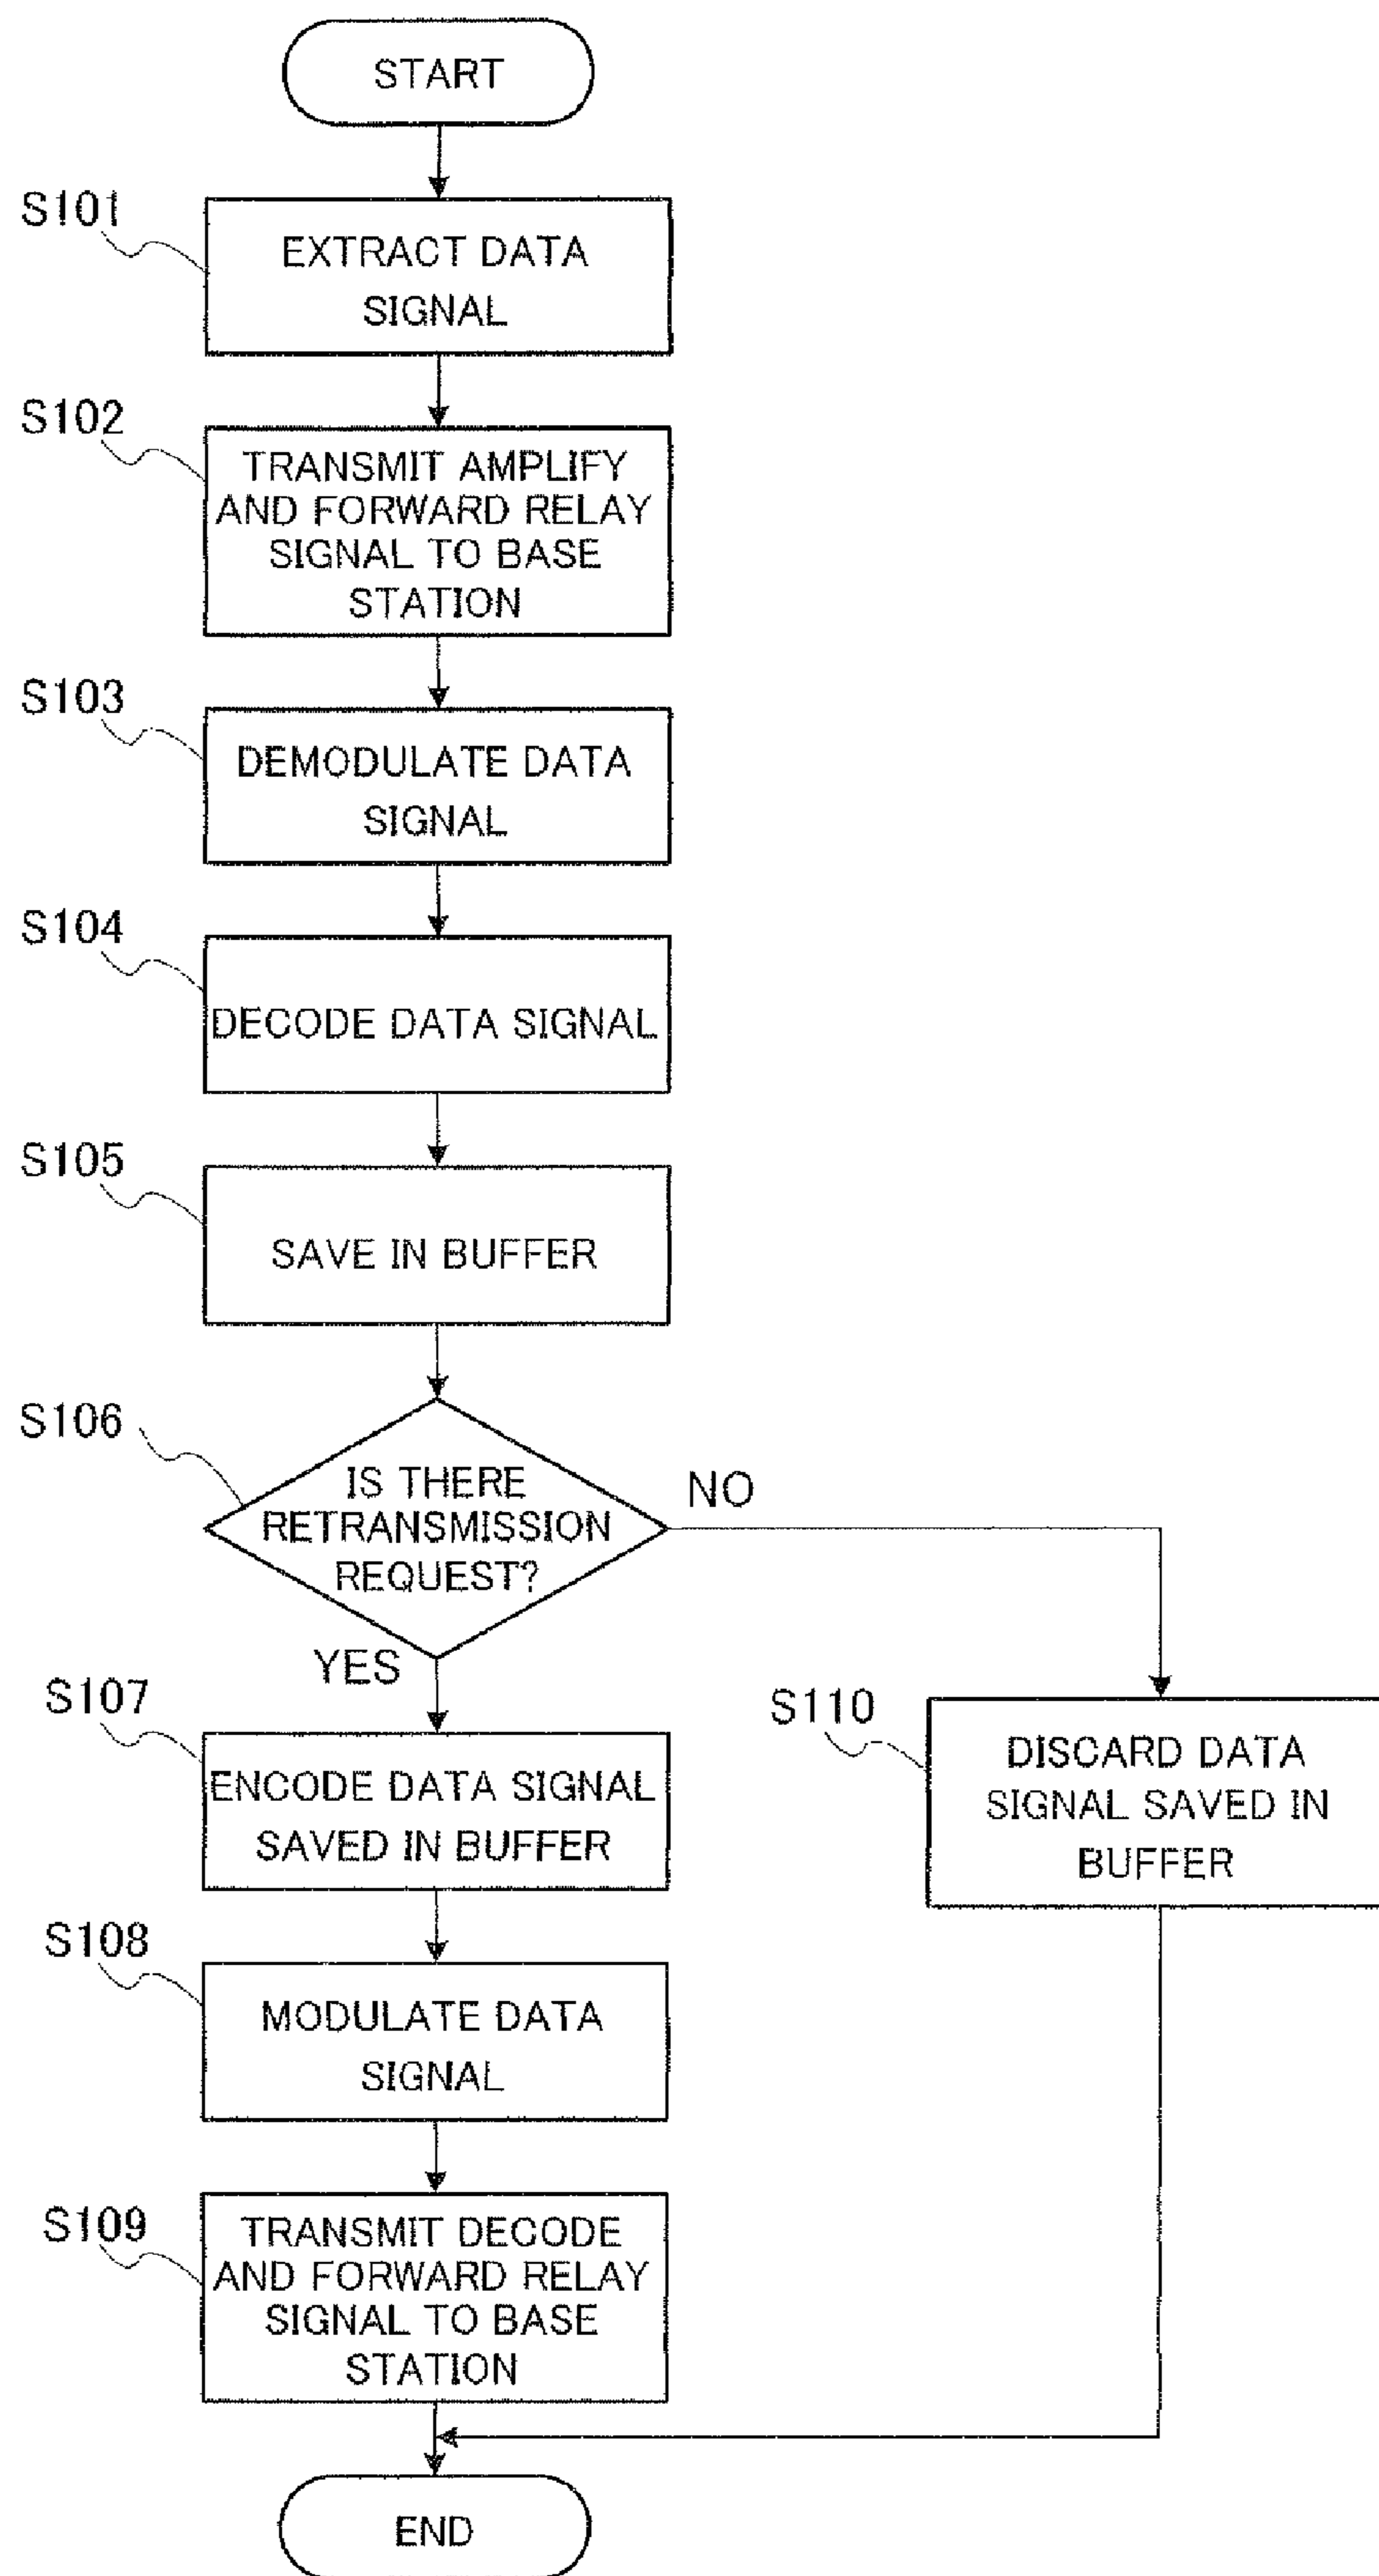 START
S101
EXTRACT DATA
SIGNAL
S102
TRANSMIT AMPLIFY
AND FORWARD RELAY
SIGNAL TO BASE
STATION
S103
DEMODULATE DATA
SIGNAL
S104
DECODE DATA SIGNAL
S105
SAVE IN BUFFER
S106
IS THERE
RETRANSMISSION
REQUEST?
NO
YES
S107
ENCODE DATA SIGNAL
SAVED IN BUFFER
S110
DISCARD DATA
SIGNAL SAVED IN
BUFFER
S108
MODULATE DATA
SIGNAL
S109
TRANSMIT DECODE
AND FORWARD RELAY
SIGNAL TO BASE
STATION
END